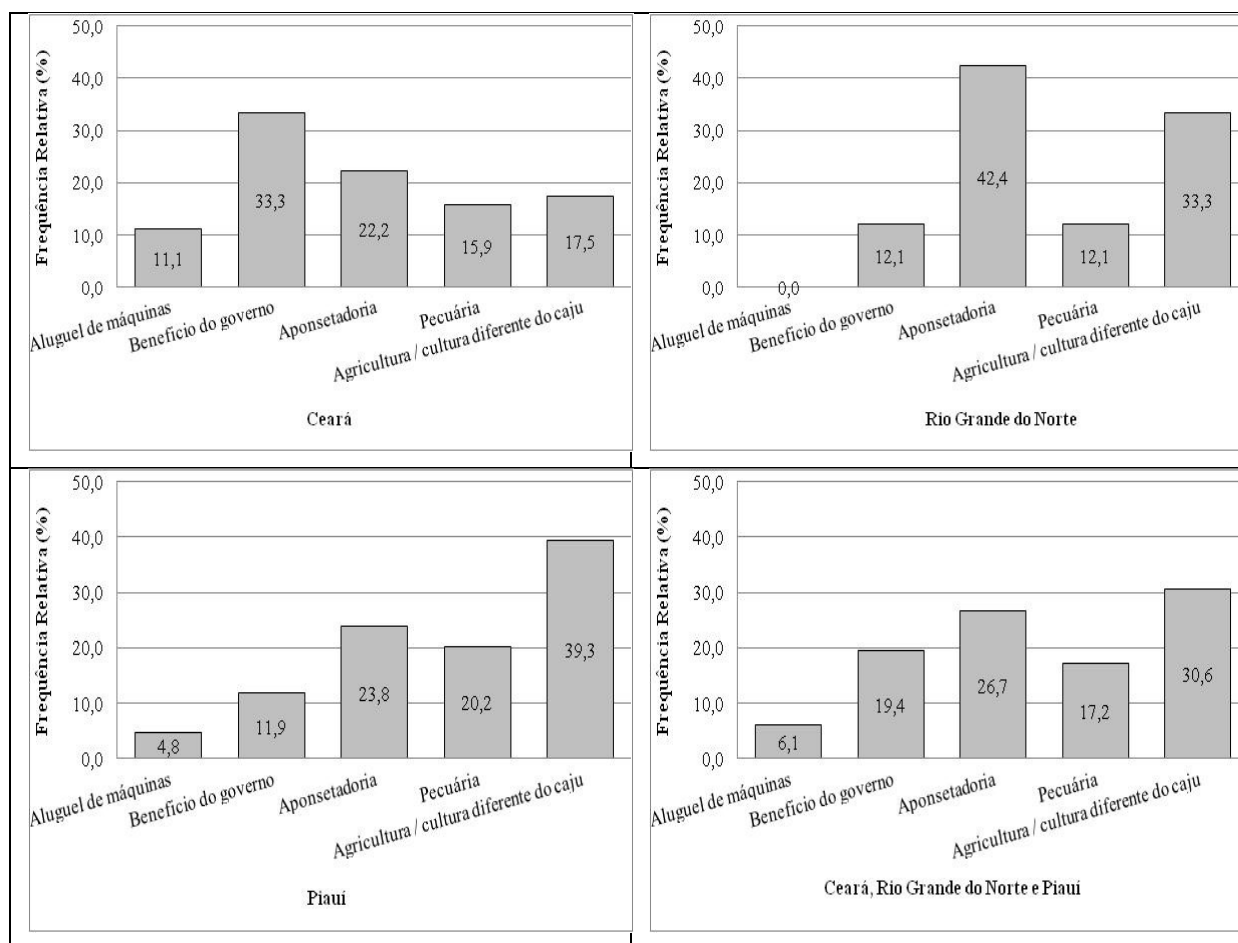 Frequência Relativa (%)
50,0
40,0
30,0
20,0
10,0
0,0
11,1
33,3
22,2
15,9
17,5
Aluguel de máquinas
Benefício do governo
Aponsetadoria
Pecuária
Agricultura / cultura diferente do caju
Ceará
Frequência Relativa (%)
50,0
40,0
30,0
20,0
10,0
0,0
0,0
12,1
42,4
12,1
33,3
Aluguel de máquinas
Benefício do governo
Aponsetadoria
Pecuária
Agricultura / cultura diferente do caju
Rio Grande do Norte
Frequência Relativa (%)
50,0
40,0
30,0
20,0
10,0
0,0
4,8
11,9
23,8
20,2
39,3
Aluguel de máquinas
Benefício do governo
Aponsetadoria
Pecuária
Agricultura / cultura diferente do caju
Piauí
Frequência Relativa (%)
50,0
40,0
30,0
20,0
10,0
0,0
6,1
19,4
26,7
17,2
30,6
Aluguel de máquinas
Benefício do governo
Aponsetadoria
Pecuária
Agricultura / cultura diferente do caju
Ceará, Rio Grande do Norte e Piauí